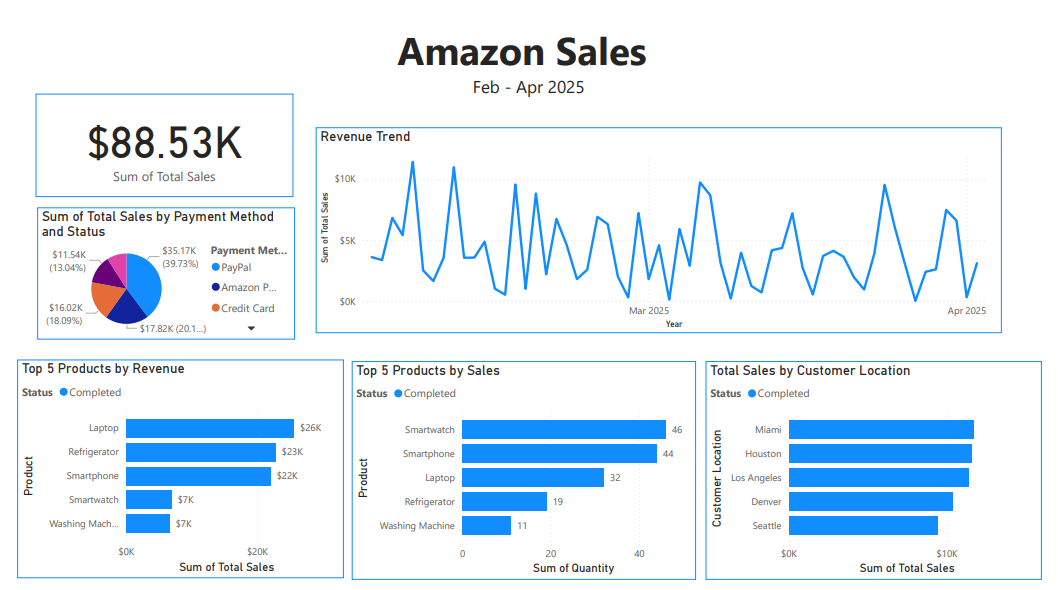 Amazon Sales
Feb - Apr 2025
$88.53K
Sum of Total Sales
Sum of Total Sales by Payment Method
and Status
$11.54K
(13.04%)
$35.17K
(39.73%)
$16.02K
(18.09%)
$17.82K (20.1...)
Payment Met...
PayPal
Amazon P...
Credit Card
Revenue Trend
Sum of Total Sales
$10K
$5K
$0K
Mar 2025
Apr 2025
Year
Top 5 Products by Revenue
Status Completed
Product
Laptop $26K
Refrigerator $23K
Smartphone $22K
Smartwatch $7K
Washing Mach... $7K
$0K $20K
Sum of Total Sales
Top 5 Products by Sales
Status Completed
Product
Smartwatch 46
Smartphone 44
Laptop 32
Refrigerator 19
Washing Machine 11
0 20 40
Sum of Quantity
Total Sales by Customer Location
Status Completed
Customer Location
Miami
Houston
Los Angeles
Denver
Seattle
$0K $10K
Sum of Total Sales